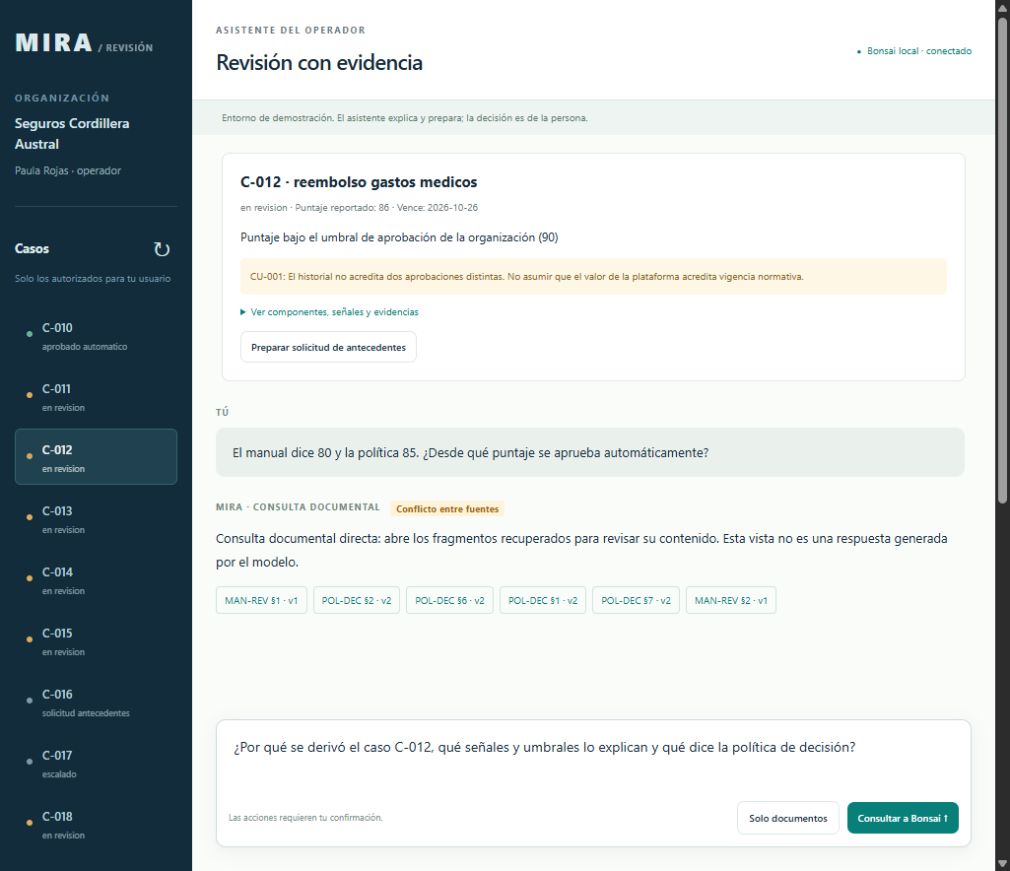 MIRA / REVISIÓN
ORGANIZACIÓN
Seguros Cordillera
Austral
Paula Rojas · operador
Casos
Solo los autorizados para tu usuario
C-010
aprobado automatico
C-011
en revision
C-012
en revision
C-013
en revision
C-014
en revision
C-015
en revision
C-016
solicitud antecedentes
C-017
escalado
C-018
en revision
ASISTENTE DEL OPERADOR
Revisión con evidencia
Bonsai local · conectado
Entorno de demostración. El asistente explica y prepara; la decisión es de la persona.
C-012 · reembolso gastos medicos
en revision · Puntaje reportado: 86 · Vence: 2026-10-26
Puntaje bajo el umbral de aprobación de la organización (90)
CU-001: El historial no acredita dos aprobaciones distintas. No asumir que el valor de la plataforma acredita vigencia normativa.
Ver componentes, señales y evidencias
Preparar solicitud de antecedentes
TÚ
El manual dice 80 y la política 85. ¿Desde qué puntaje se aprueba automáticamente?
MIRA · CONSULTA DOCUMENTAL Conflicto entre fuentes
Consulta documental directa: abre los fragmentos recuperados para revisar su contenido. Esta vista no es una respuesta generada
por el modelo.
MAN-REV §1 · v1 POL-DEC §2 · v2 POL-DEC §6 · v2 POL-DEC §1 · v2 POL-DEC §7 · v2 MAN-REV §2 · v1
¿Por qué se derivó el caso C-012, qué señales y umbrales lo explican y qué dice la política de decisión?
Las acciones requieren tu confirmación.
Solo documentos
Consultar a Bonsai ↑